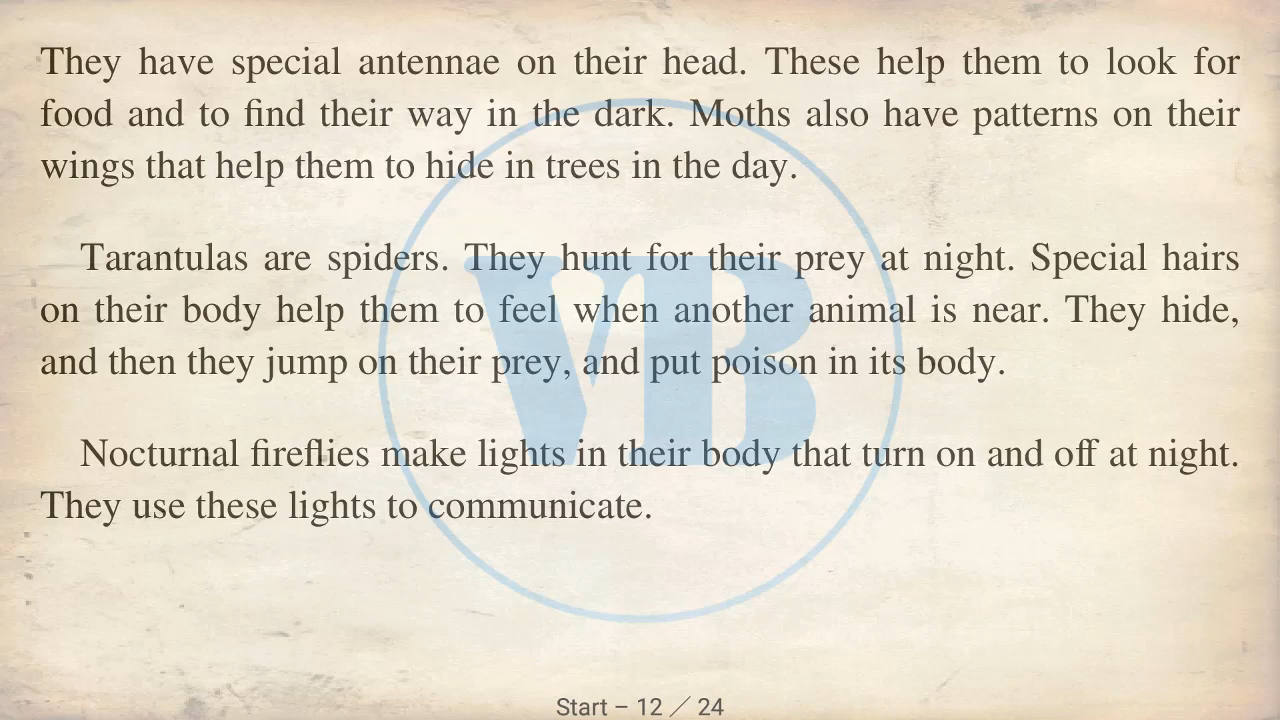 They have special antennae on their head. These help them to look for
food and to find their way in the dark. Moths also have patterns on their
wings that help them to hide in trees in the day.
Tarantulas are spiders. They hunt for their prey at night. Special hairs
on their body help them to feel when another animal is near. They hide,
and then they jump on their prey, and put poison in its body.
Nocturnal fireflies make lights in their body that turn on and off at night.
They use these lights to communicate.
VB
Start – 12 / 24